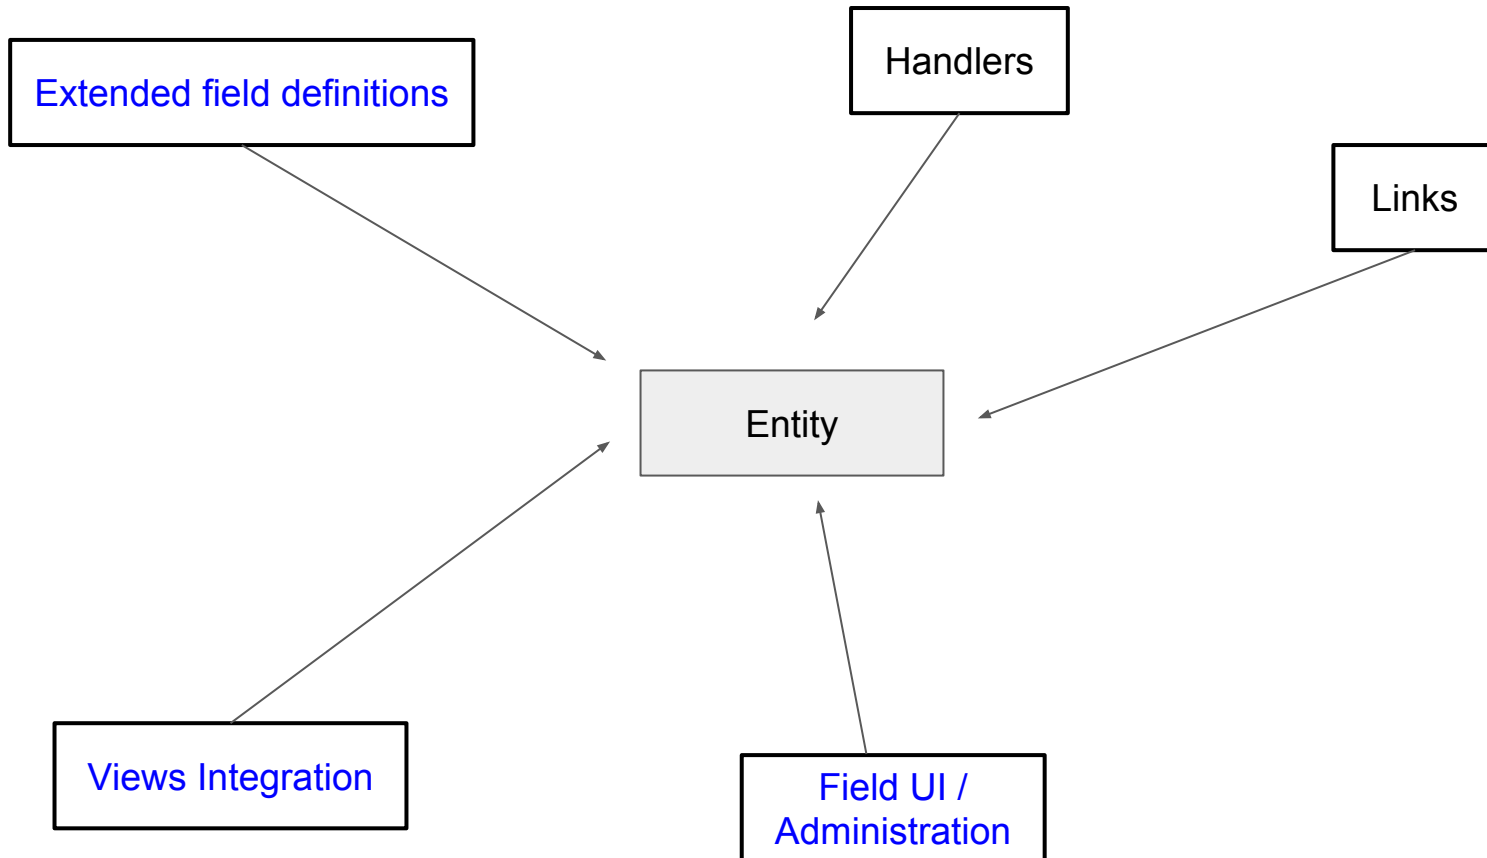 Handlers
Extended field definitions
Links
Entity
Views Integration
Field UI /
Administration